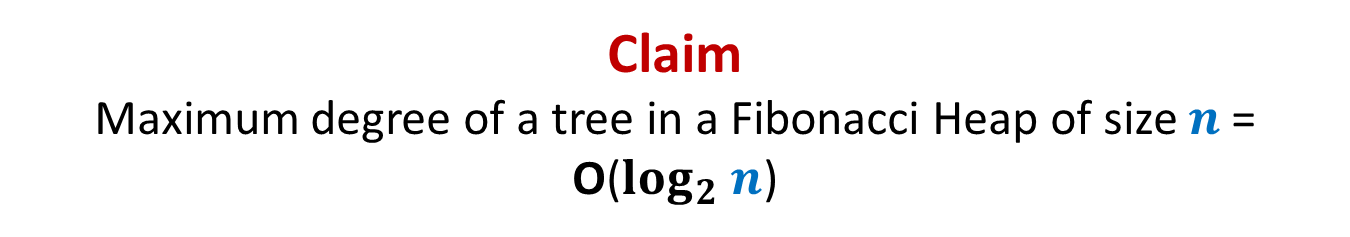 Claim
Maximum degree of a tree in a Fibonacci Heap of size n =
O(log₂ n)